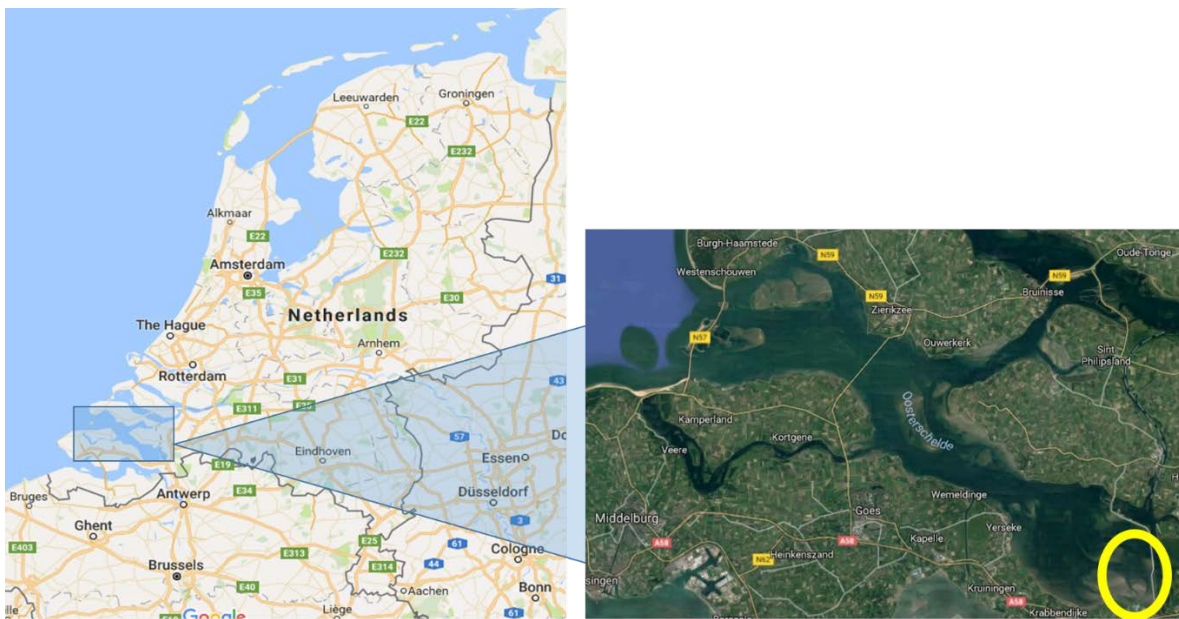 Leeuwarden
Groningen
E22
E232
Alkmaar
E22
E232
Amsterdam
E35
E30
31
Netherlands
The Hague
Arnhem
Rotterdam
E31
E311
43
57
Eindhoven
Essen
E19
Bruges
Antwerp
E34
Düsseldorf
3
Ghent
E403
E313
E25
61
Cologne
E314
44
Brussels
E40
Aachen
Bonn
Liège
61
Google
Burgh-Haamstede
N59
Oude-Tonge
Westenschouwen
N59
Bruinisse
N59
Zierikzee
N57
Ouwerkerk
Sint
Philipsland
Kamperland
Oosterschelde
Veere
Kortgene
Wemeldinge
Goes
Middelburg
Yerseke
A58
A58
Kapelle
N62
Heinkenszand
Kruiningen
A58
Krabbendijke